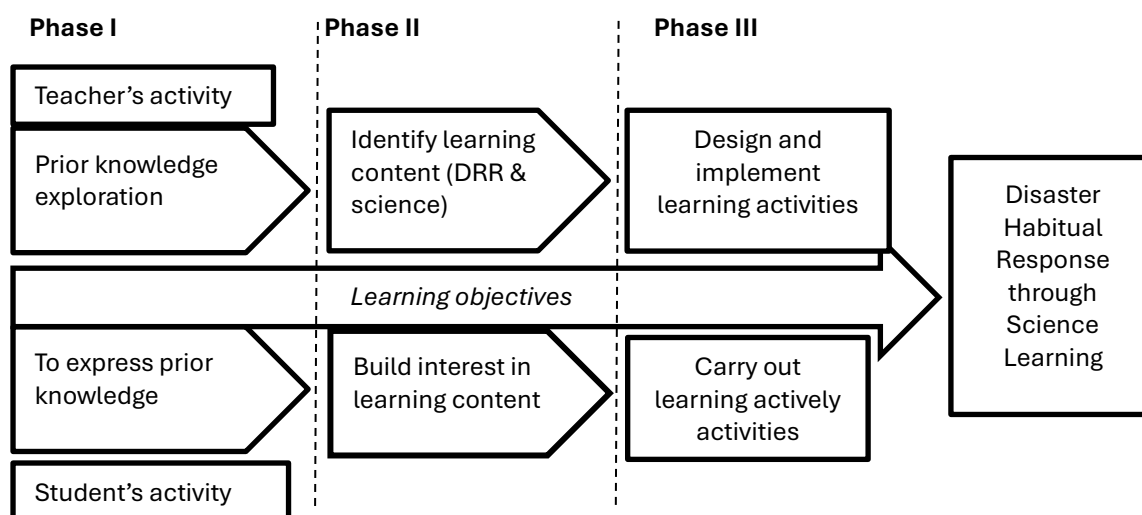 Phase I
Phase II
Phase III
Teacher's activity
Prior knowledge
exploration
Identify learning
content (DRR &
science)
Design and
implement
learning activities
Disaster
Habitual
Response
through
Science
Learning
Learning objectives
To express prior
knowledge
Build interest in
learning content
Carry out
learning actively
activities
Student's activity